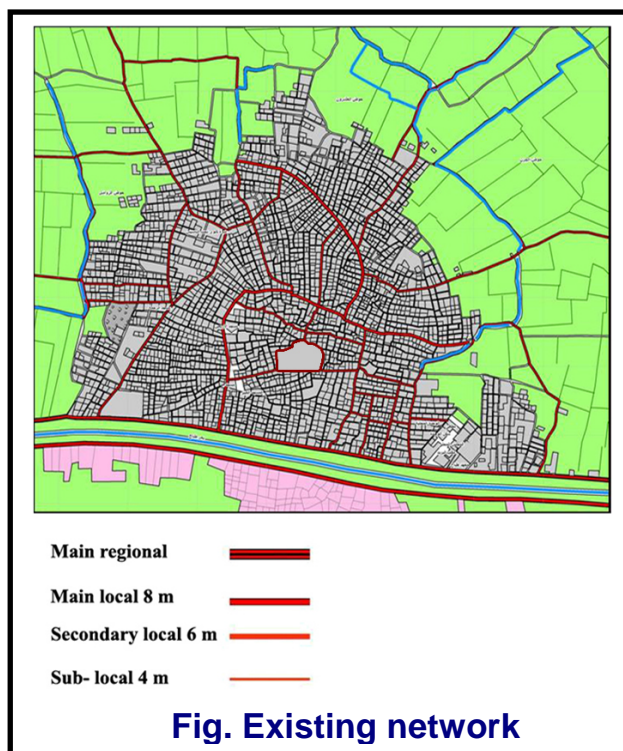 Main regional
Main local 8 m
Secondary local 6 m
Sub- local 4 m
Fig. Existing network